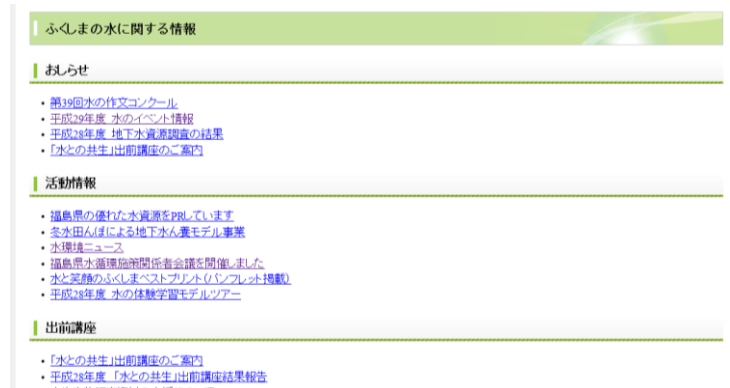 ふくしまの水に関する情報
おしらせ
第39回水の作文コンクール
平成29年度 水のイベント情報
平成28年度 地下水資源調査の結果
「水との共生」出前講座のご案内
活動情報
福島県の優れた水資源をPRしています
冬水田んぼによる地下水ん養モデル事業
水環境ニュース
福島県水循環施策関係者会議を開催しました
水と笑顔のふくしまベストプリント(パンフレット掲載)
平成28年度 水の体験学習モデルツアー
出前講座
「水との共生」出前講座のご案内
平成28年度 「水との共生」出前講座結果報告